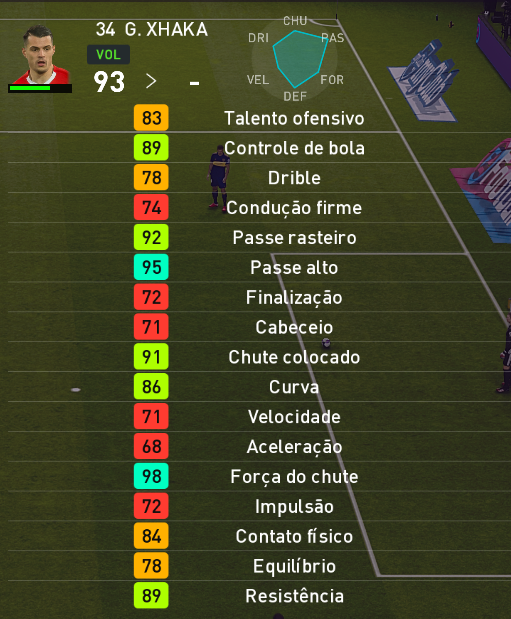 34 G. XHAKA
VOL
93 > -
CHU
DRI PAS
VEL FOR
DEF
83 Talento ofensivo
89 Controle de bola
78 Drible
74 Condução firme
92 Passe rasteiro
95 Passe alto
72 Finalização
71 Cabeceio
91 Chute colocado
86 Curva
71 Velocidade
68 Aceleração
98 Força do chute
72 Impulsão
84 Contato físico
78 Equilíbrio
89 Resistência